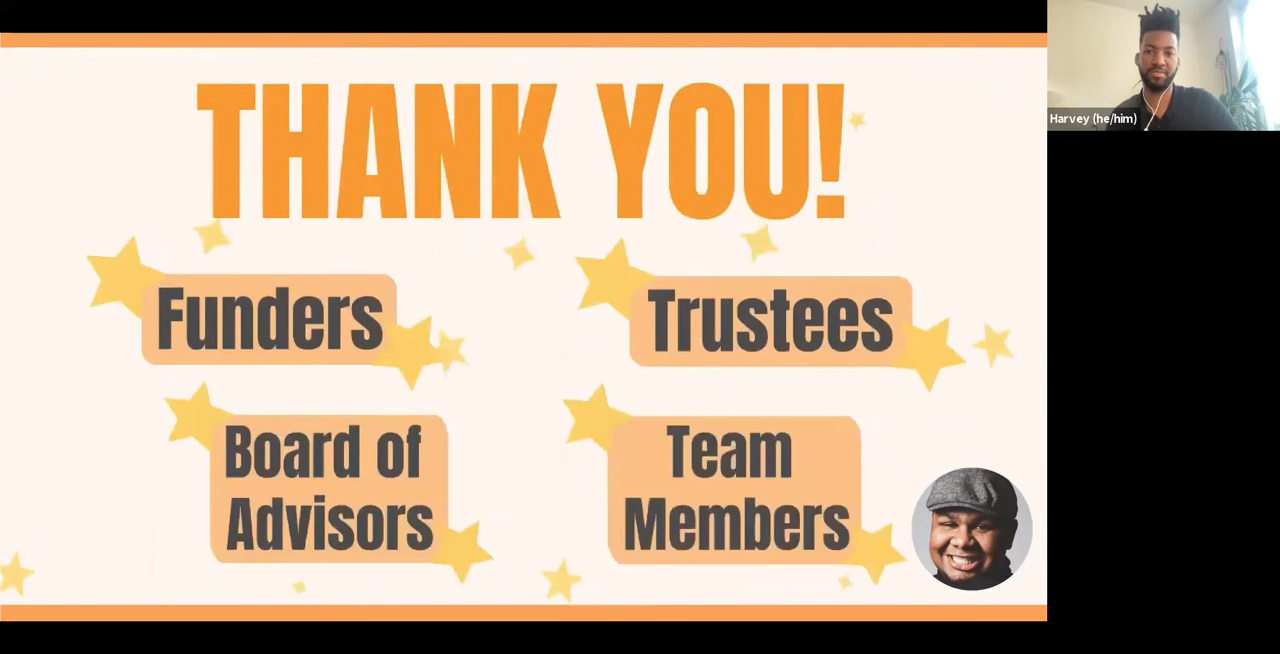 THANK YOU!
Funders
Trustees
Board of
Advisors
Team
Members
Harvey (he/him)